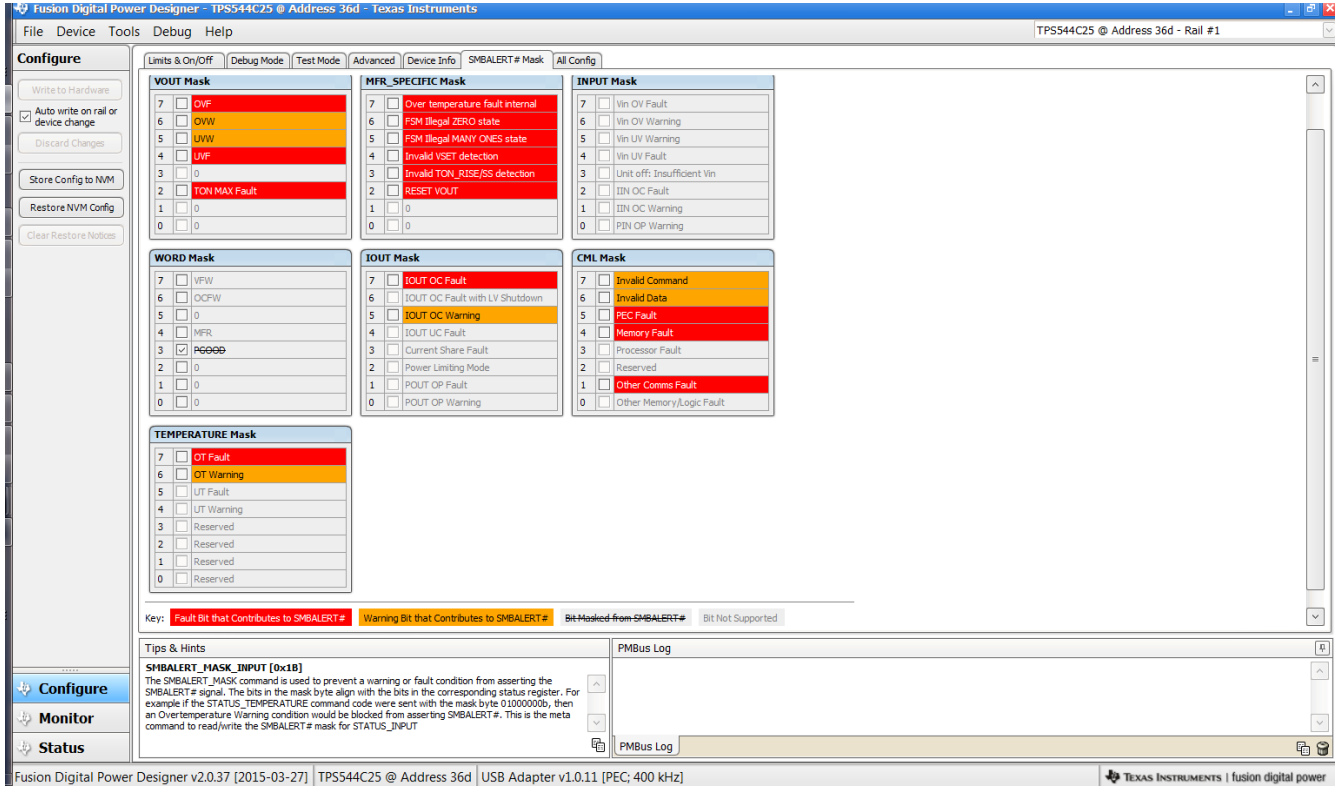 Fusion Digital Power Designer - TPS544C25 @ Address 36d - Texas Instruments
File Device Tools Debug Help
TPS544C25 @ Address 36d - Rail #1
Configure
Write to Hardware
Auto write on rail or
device change
Discard Changes
Store Config to NVM
Restore NVM Config
Clear Restore Notices
Limits & On/Off Debug Mode Test Mode Advanced Device Info SMBALERT# Mask All Config
VOUT Mask
7 OVF
6 OVW
5 UVW
4 UVF
3 0
2 TON MAX Fault
1 0
0 0
MFR_SPECIFIC Mask
7 Over temperature fault internal
6 FSM Illegal ZERO state
5 FSM Illegal MANY ONES state
4 Invalid VSET detection
3 Invalid TON_RISE/SS detection
2 RESET VOUT
1 0
0 0
INPUT Mask
7 Vin OV Fault
6 Vin OV Warning
5 Vin UV Warning
4 Vin UV Fault
3 Unit off: Insufficient Vin
2 IIN OC Fault
1 IIN OC Warning
0 PIN OP Warning
WORD Mask
7 VFW
6 OCFW
5 0
4 MFR
3 PGOOD
2 0
1 0
0 0
IOUT Mask
7 IOUT OC Fault
6 IOUT OC Fault with LV Shutdown
5 IOUT OC Warning
4 IOUT UC Fault
3 Current Share Fault
2 Power Limiting Mode
1 POUT OP Fault
0 POUT OP Warning
CML Mask
7 Invalid Command
6 Invalid Data
5 PEC Fault
4 Memory Fault
3 Processor Fault
2 Reserved
1 Other Comms Fault
0 Other Memory/Logic Fault
TEMPERATURE Mask
7 OT Fault
6 OT Warning
5 UT Fault
4 UT Warning
3 Reserved
2 Reserved
1 Reserved
0 Reserved
Key: Fault Bit that Contributes to SMBALERT# Warning Bit that Contributes to SMBALERT# Bit Masked from SMBALERT# Bit Not Supported
Tips & Hints
SMBALERT_MASK_INPUT [0x1B]
The SMBALERT_MASK command is used to prevent a warning or fault condition from asserting the
SMBALERT# signal. The bits in the mask byte align with the bits in the corresponding status register. For
example if the STATUS_TEMPERATURE command code were sent with the mask byte 01000000b, then
an Overtemperature Warning condition would be blocked from asserting SMBALERT#. This is the meta
command to read/write the SMBALERT# mask for STATUS_INPUT
PMBus Log
PMBus Log
Configure
Monitor
Status
Fusion Digital Power Designer v2.0.37 [2015-03-27] TPS544C25 @ Address 36d USB Adapter v1.0.11 [PEC; 400 kHz]
TEXAS INSTRUMENTS | fusion digital power